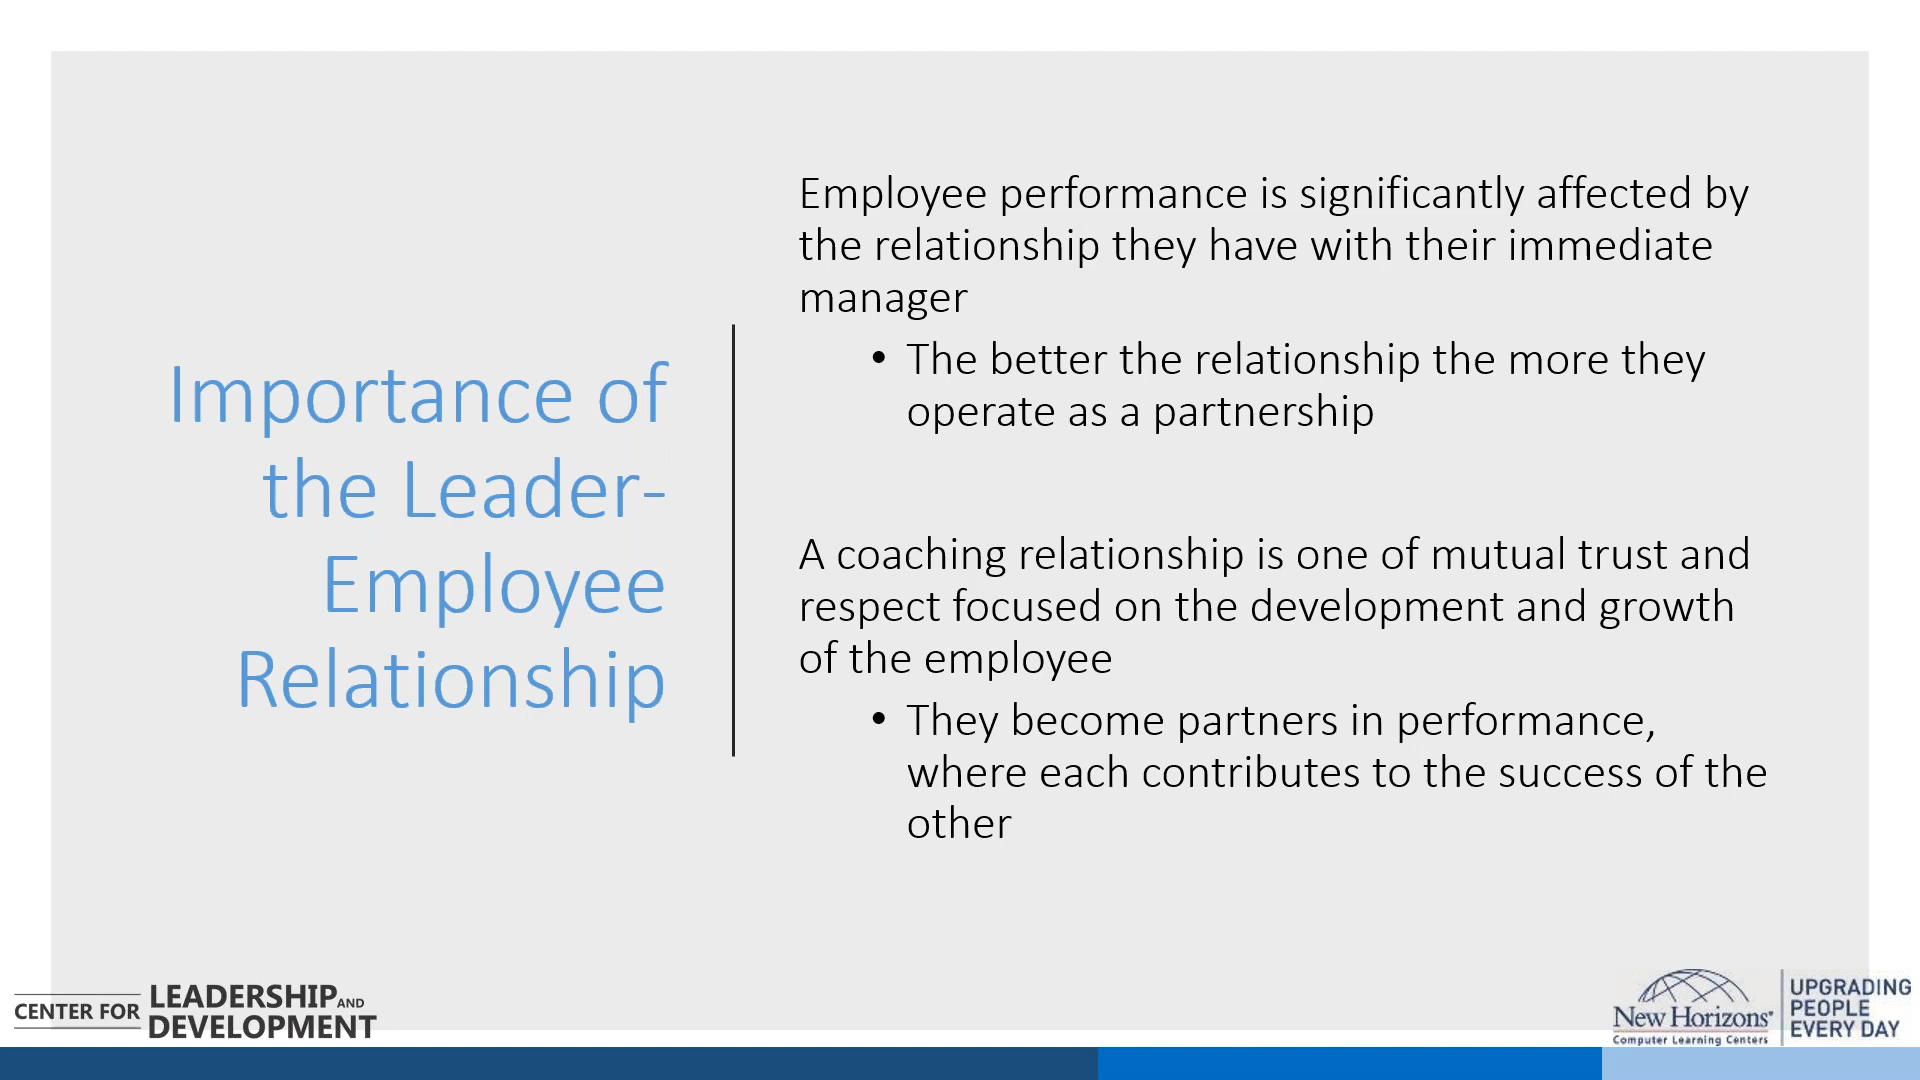 Importance of
the Leader-
Employee
Relationship
Employee performance is significantly affected by
the relationship they have with their immediate
manager
• The better the relationship the more they
operate as a partnership
A coaching relationship is one of mutual trust and
respect focused on the development and growth
of the employee
• They become partners in performance,
where each contributes to the success of the
other
CENTER FOR LEADERSHIP AND
DEVELOPMENT
New Horizons®
Computer Learning Centers
UPGRADING
PEOPLE
EVERY DAY